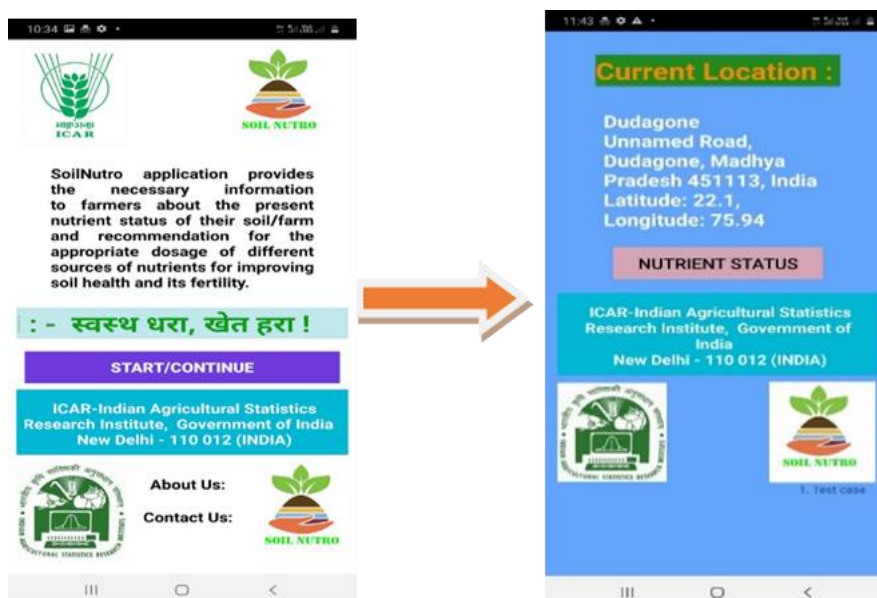 10:34
भाकृअनुप
ICAR
SOIL NUTRO
SoilNutro application provides
the necessary information
to farmers about the present
nutrient status of their soil/farm
and recommendation for the
appropriate dosage of different
sources of nutrients for improving
soil health and its fertility.
: - स्वस्थ धरा, खेत हरा !
START/CONTINUE
ICAR-Indian Agricultural Statistics
Research Institute, Government of India
New Delhi - 110 012 (INDIA)
About Us:
Contact Us:
SOIL NUTRO
11:43
Current Location :
Dudagone
Unnamed Road,
Dudagone, Madhya
Pradesh 451113, India
Latitude: 22.1,
Longitude: 75.94
NUTRIENT STATUS
ICAR-Indian Agricultural Statistics
Research Institute, Government of
India
New Delhi - 110 012 (INDIA)
SOIL NUTRO
1. Test case